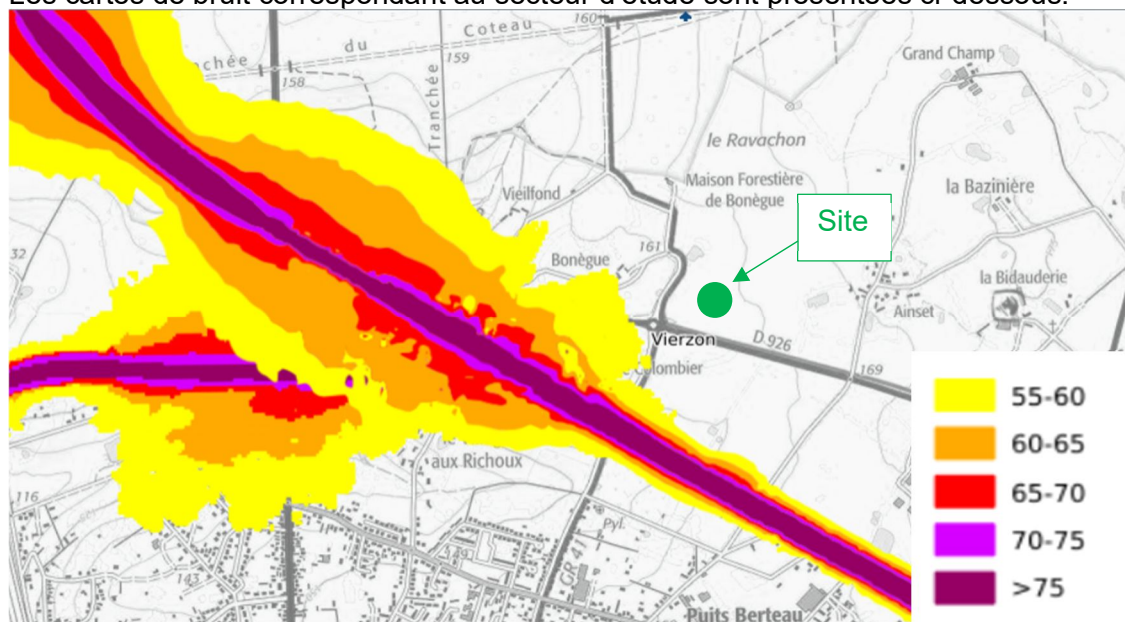 Les cartes de bruit correspondant au secteur d'étude sont présentées ci-dessous.
160
Coteau
du
chée
159
158
Tranchée
Grand Champ
le Ravachon
Maison Forestière
de Bonègue
Vieilfond
la Bazinière
Site
161
32
Bonègue
la Bidauderie
Ainset
Vierzon
D 926
Colombier
169
55-60
60-65
65-70
70-75
>75
aux Richoux
116
Pyl.
GR 41
143
Puits Berteau